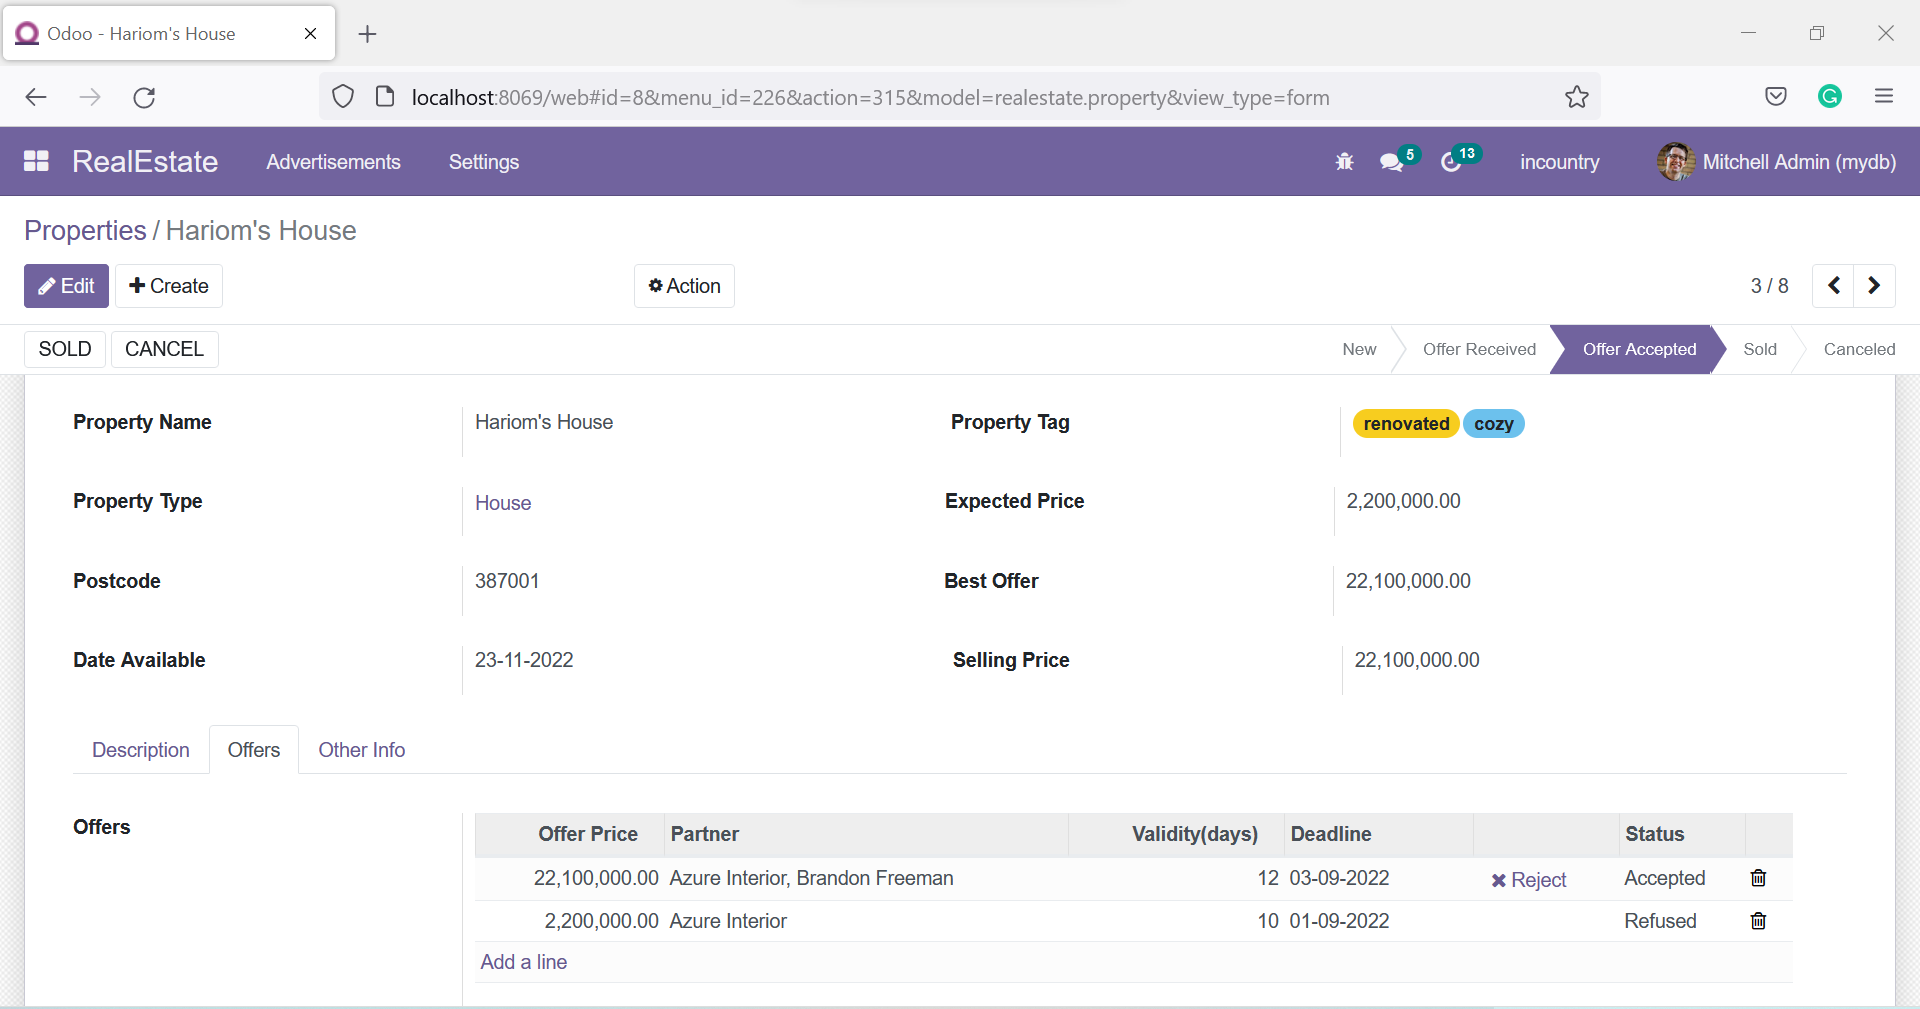 Odoo - Hariom's House
localhost:8069/web#id=8&menu_id=226&action=315&model=realestate.property&view_type=form
RealEstate Advertisements Settings 5 13 incountry Mitchell Admin (mydb)
Properties / Hariom's House
Edit Create Action 3 / 8
SOLD CANCEL New Offer Received Offer Accepted Sold Canceled
Property Name Hariom's House Property Tag renovated cozy
Property Type House Expected Price 2,200,000.00
Postcode 387001 Best Offer 22,100,000.00
Date Available 23-11-2022 Selling Price 22,100,000.00
Description Offers Other Info
Offers Offer Price Partner Validity(days) Deadline Status
22,100,000.00 Azure Interior, Brandon Freeman 12 03-09-2022 Reject Accepted
2,200,000.00 Azure Interior 10 01-09-2022 Refused
Add a line